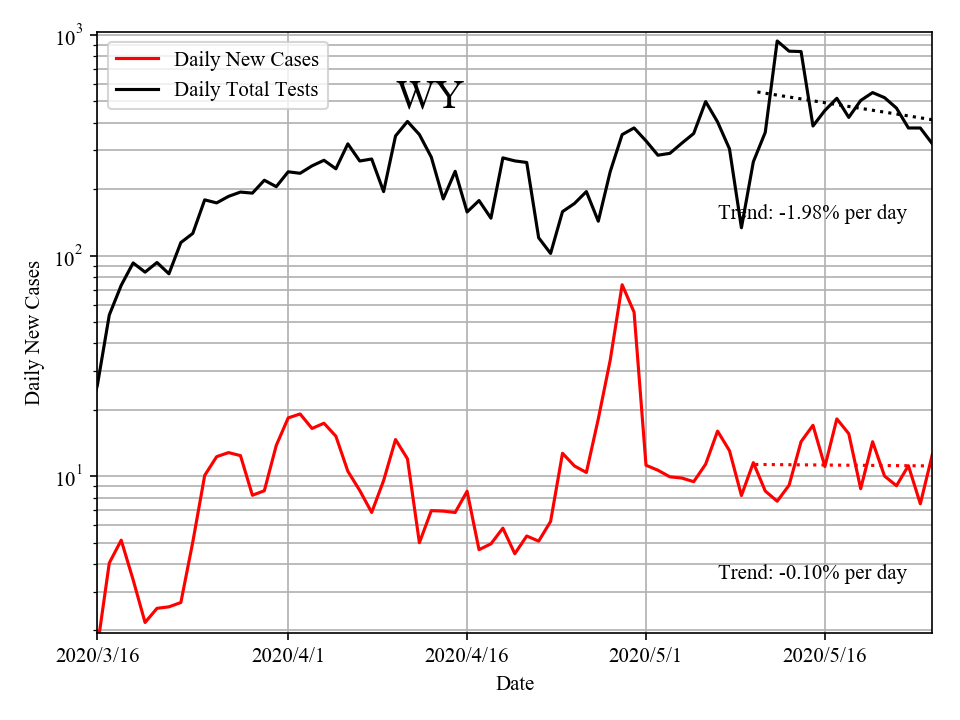 10³
Daily New Cases
Daily Total Tests
WY
Trend: -1.98% per day
10²
Daily New Cases
10¹
Trend: -0.10% per day
2020/3/16
2020/4/1
2020/4/16
2020/5/1
2020/5/16
Date